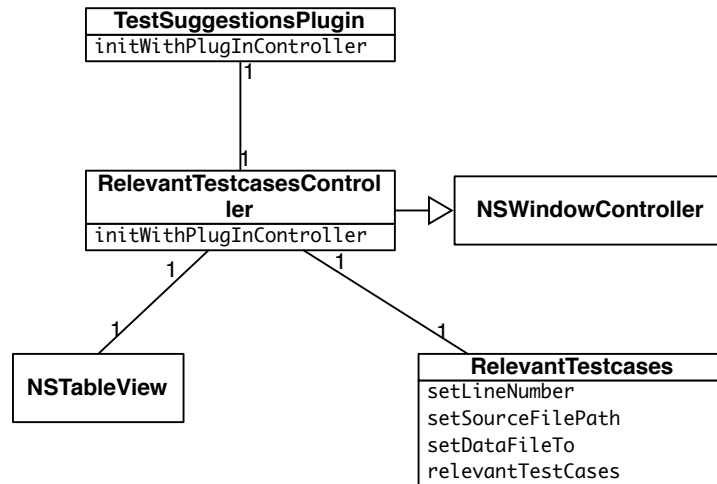 TestSuggestionsPlugin
initWithPlugInController
1
1
RelevantTestcasesControl
ler
initWithPlugInController
NSWindowController
1
1
1
1
NSTableView
RelevantTestcases
setLineNumber
setSourceFilePath
setDataFileTo
relevantTestCases